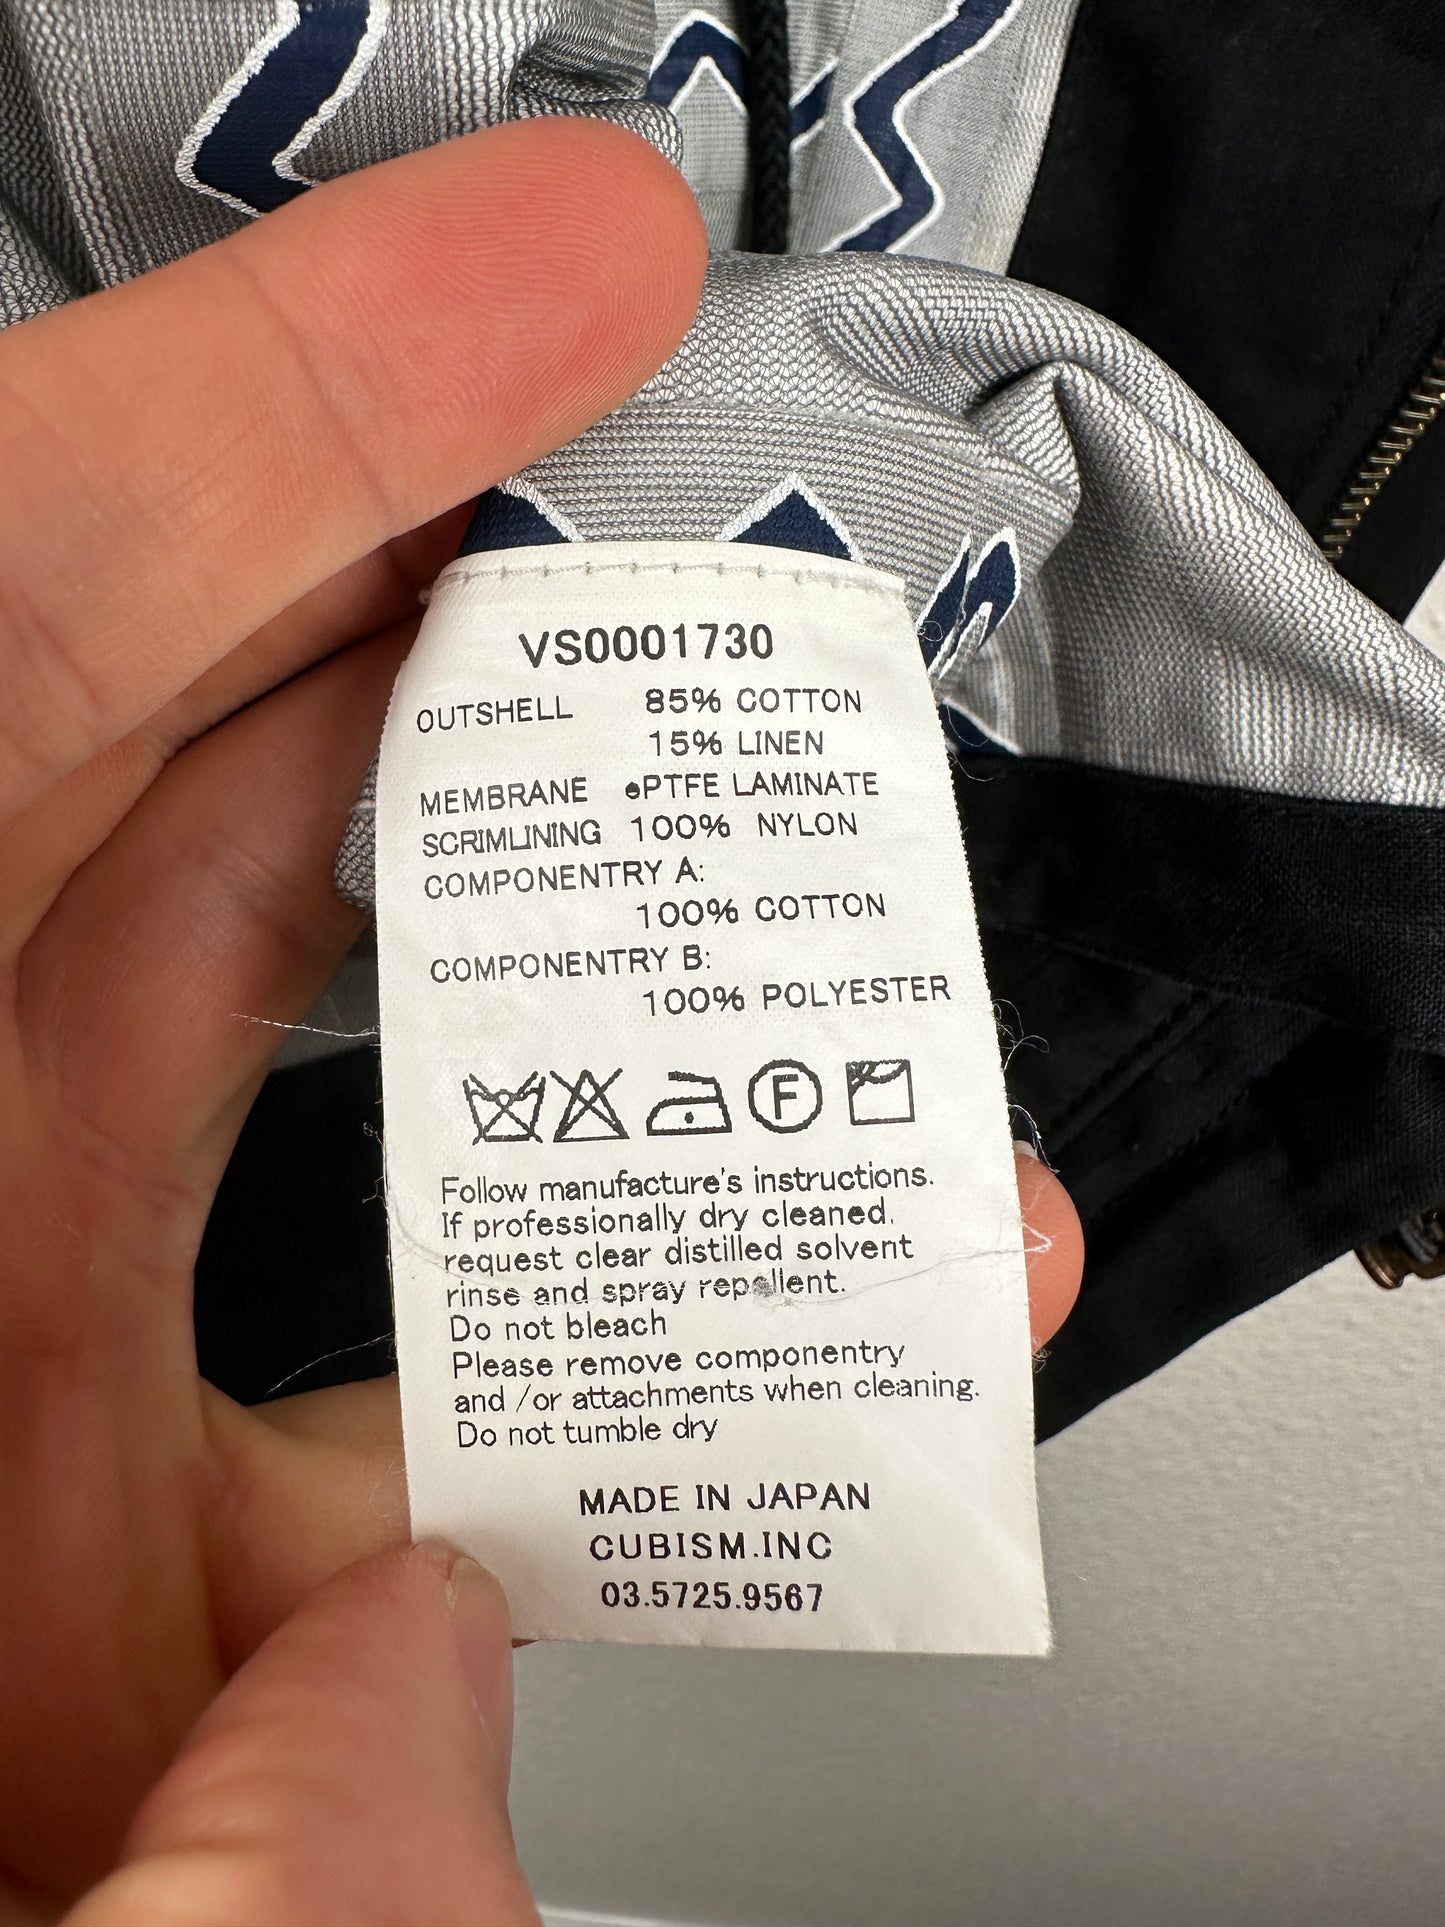 VS0001730
OUTSHELL 85% COTTON
15% LINEN
MEMBRANE ePTFE LAMINATE
SCRIMLINING 100% NYLON
COMPONENTRY A:
100% COTTON
COMPONENTRY B:
100% POLYESTER
F
Follow manufacture's instructions.
If professionally dry cleaned.
request clear distilled solvent
rinse and spray repellent.
Do not bleach
Please remove componentry
and /or attachments when cleaning.
Do not tumble dry
MADE IN JAPAN
CUBISM.INC
03.5725.9567